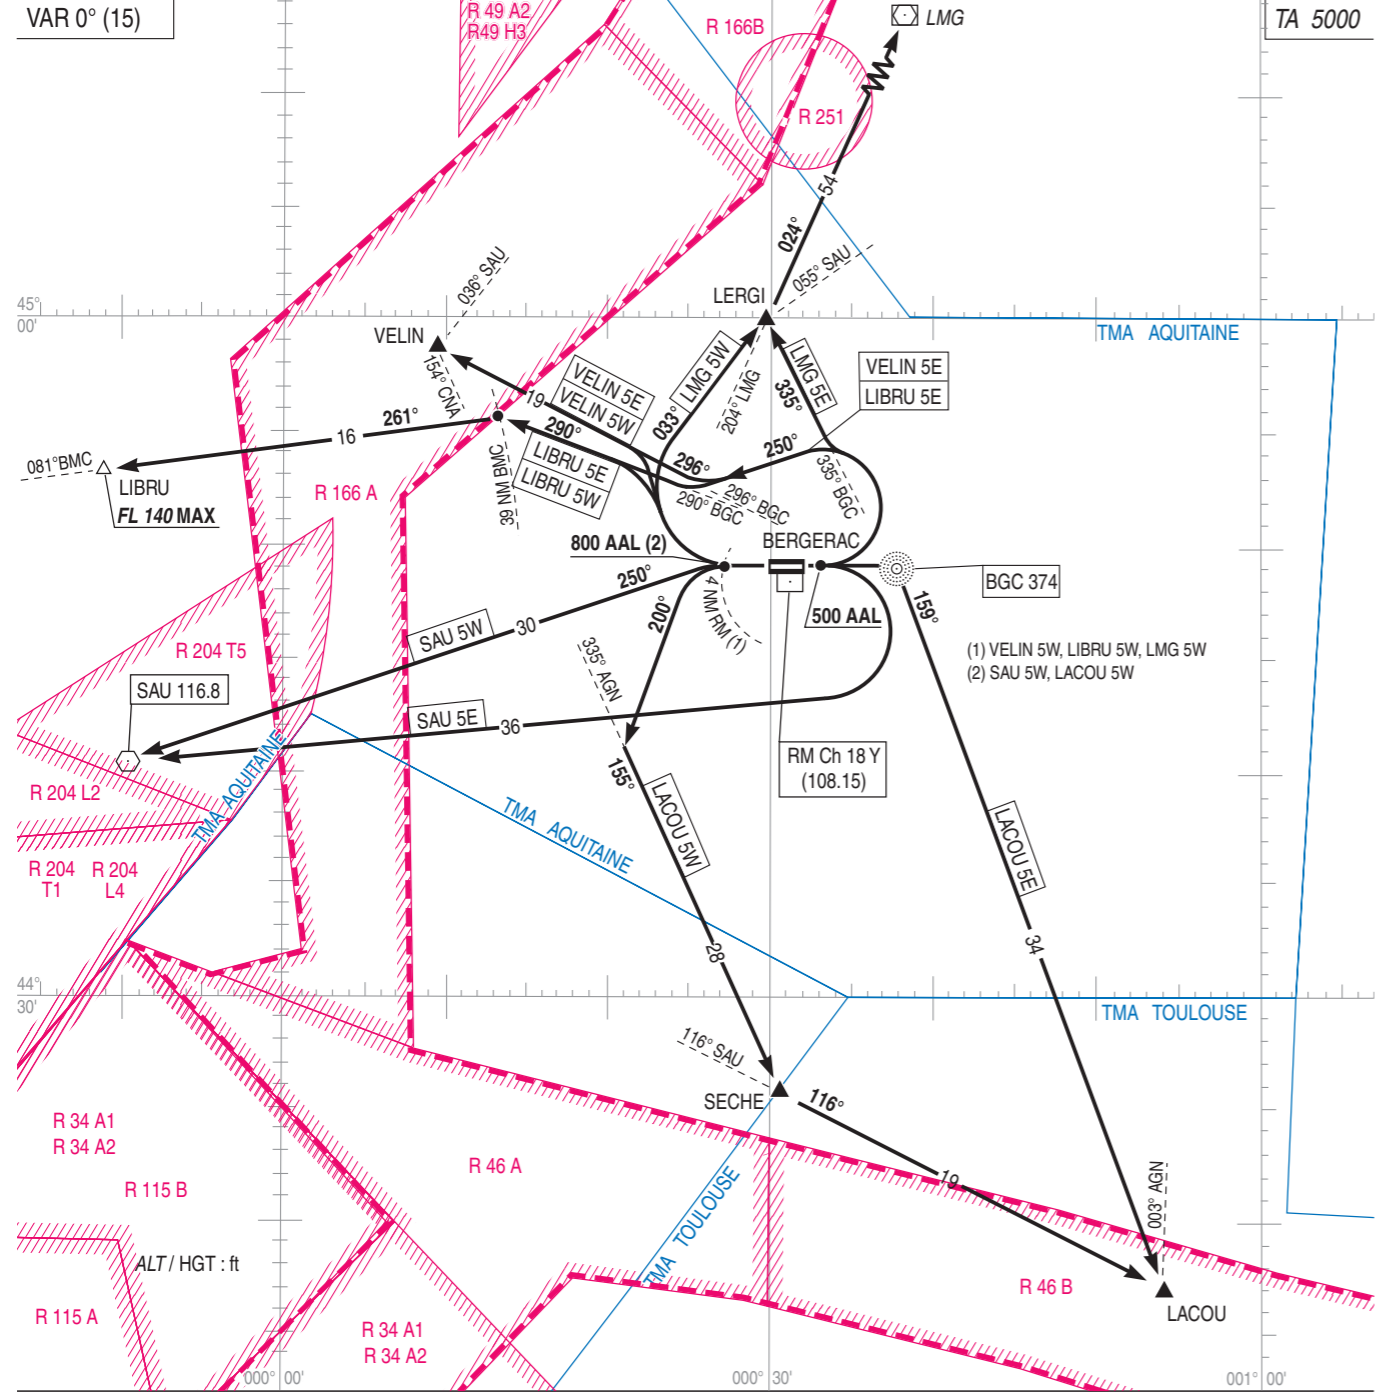 VAR 0° (15)
R 49 A2
R49 H3
R 166B
LMG
TA 5000
R 251
54
024°
036° SAU
055° SAU
45°
00'
LERGI
VELIN
TMA AQUITAINE
154° CNA
19
VELIN 5E
VELIN 5W
LMG 5W
033°
204° LMG
LMG 5E
335°
VELIN 5E
LIBRU 5E
261°
16
290°
250°
081°BMC
LIBRU
FL 140 MAX
39 NM BMC
LIBRU 5E
LIBRU 5W
296°
296° BGC
290° BGC
335° BGC
R 166 A
800 AAL (2)
BERGERAC
250°
200°
4 NM RM (1)
500 AAL
BGC 374
159°
SAU 5W
30
335° AGN
R 204 T5
(1) VELIN 5W, LIBRU 5W, LMG 5W
(2) SAU 5W, LACOU 5W
SAU 116.8
SAU 5E
36
RM Ch 18 Y
(108.15)
155°
LACOU 5W
TMA AQUITAINE
TMA AQUITAINE
R 204 L2
LACOU 5E
R 204
T1
R 204
L4
28
34
44°
30'
TMA TOULOUSE
116° SAU
SECHE
116°
R 34 A1
R 34 A2
R 46 A
R 115 B
19
003° AGN
TMA TOULOUSE
ALT / HGT : ft
R 46 B
R 115 A
LACOU
R 34 A1
R 34 A2
000° 00'
000° 30'
001° 00'